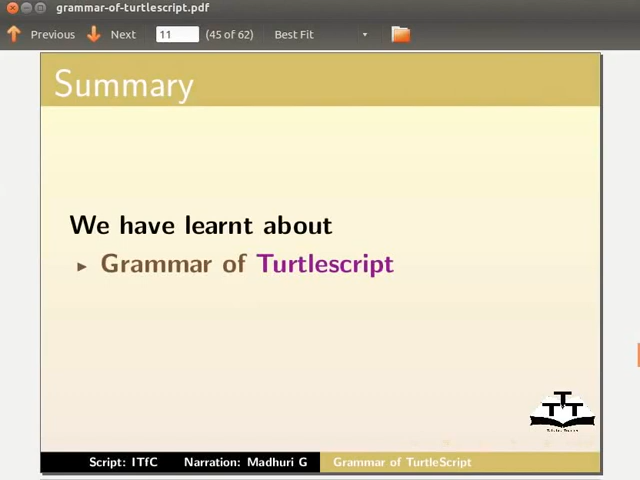 grammar-of-turtlescript.pdf
Previous Next 11 (45 of 62) Best Fit
Summary
We have learnt about
Grammar of Turtlescript
TTT
Script: ITfC Narration: Madhuri G Grammar of TurtleScript